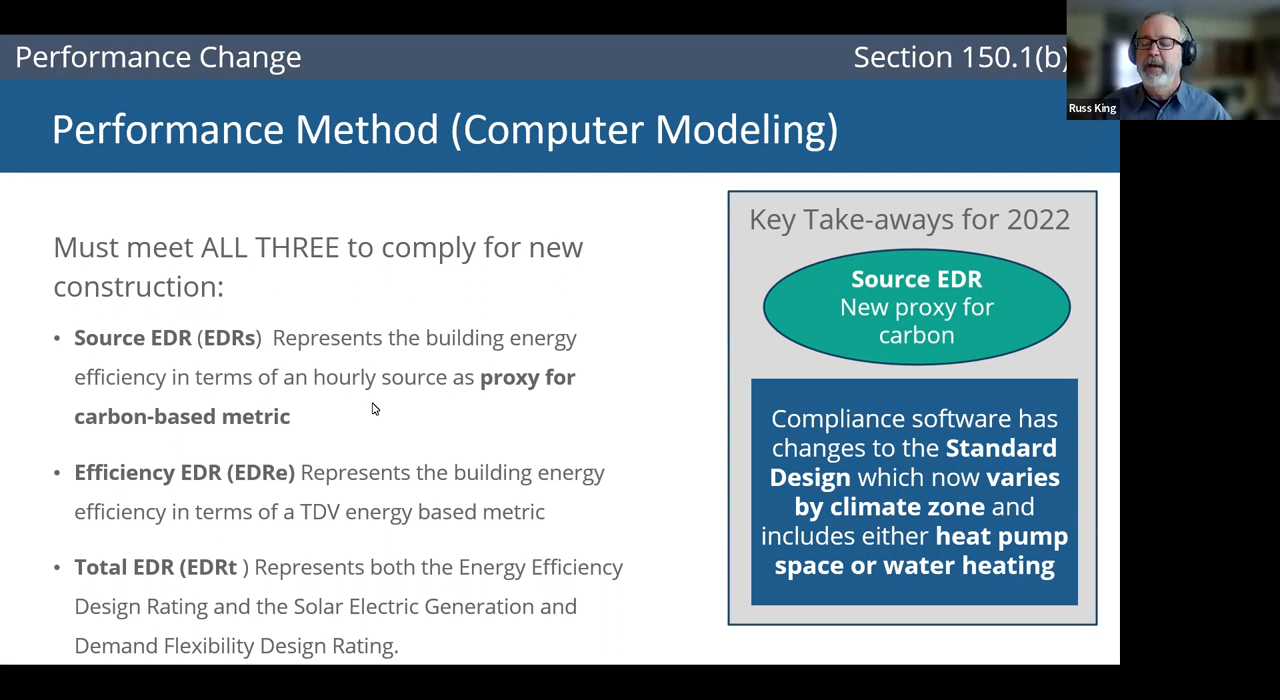 Performance Change
Section 150.1(b)
Russ King
Performance Method (Computer Modeling)
Must meet ALL THREE to comply for new
construction:
• Source EDR (EDRs)  Represents the building energy
efficiency in terms of an hourly source as proxy for
carbon-based metric
• Efficiency EDR (EDRe) Represents the building energy
efficiency in terms of a TDV energy based metric
• Total EDR (EDRt ) Represents both the Energy Efficiency
Design Rating and the Solar Electric Generation and
Demand Flexibility Design Rating.
Key Take-aways for 2022
Source EDR
New proxy for
carbon
Compliance software has
changes to the Standard
Design which now varies
by climate zone and
includes either heat pump
space or water heating